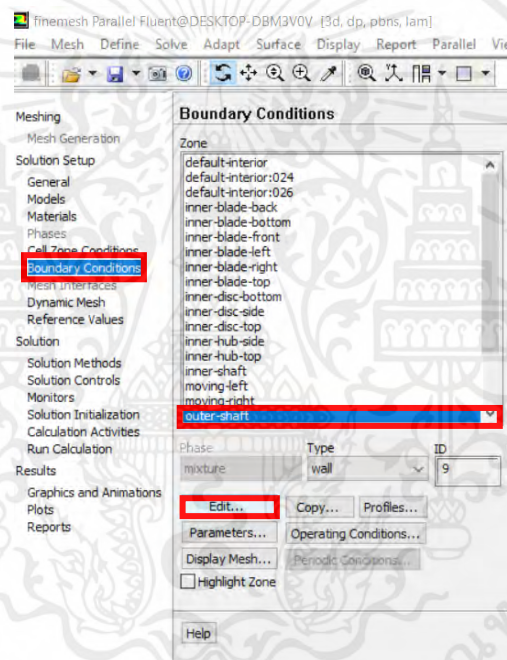 finemesh Parallel Fluent@DESKTOP-DBM3V0V [3d, dp, pbns, lam]
File Mesh Define Solve Adapt Surface Display Report Parallel Vie
Meshing
Mesh Generation
Solution Setup
General
Models
Materials
Phases
Cell Zone Conditions
Boundary Conditions
Mesh Interfaces
Dynamic Mesh
Reference Values
Solution
Solution Methods
Solution Controls
Monitors
Solution Initialization
Calculation Activities
Run Calculation
Results
Graphics and Animations
Plots
Reports
Boundary Conditions
Zone
default-interior
default-interior:024
default-interior:026
inner-blade-back
inner-blade-bottom
inner-blade-front
inner-blade-left
inner-blade-right
inner-blade-top
inner-disc-bottom
inner-disc-side
inner-disc-top
inner-hub-side
inner-hub-top
inner-shaft
moving-left
moving-right
outer-shaft
Phase Type ID
mixture wall 9
Edit... Copy... Profiles...
Parameters... Operating Conditions...
Display Mesh... Periodic Conditions...
Highlight Zone
Help